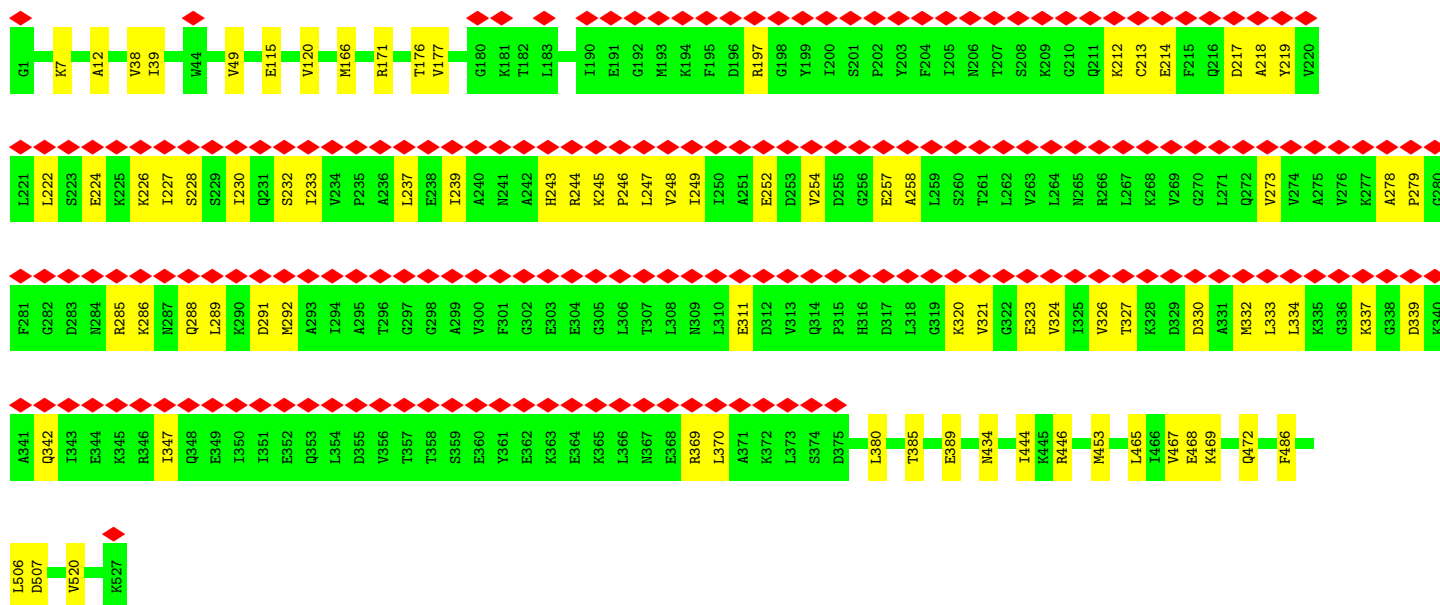 G1 K7 A12 V38 I39 W44 V49 E115 V120 M166 R171 T176 V177 G180 K181 T182 L183 I190 E191 G192 M193 K194 F195 D196 R197 G198 Y199 I200 S201 P202 Y203 F204 I205 N206 T207 S208 K209 G210 Q211 K212 C213 E214 F215 Q216 D217 A218 Y219 V220
L221 L222 S223 E224 K225 K226 I227 S228 S229 I230 Q231 S232 I233 V234 P235 A236 L237 E238 I239 A240 N241 A242 H243 R244 K245 P246 L247 V248 I249 I250 A251 E252 D253 V254 D255 G256 E257 A258 L259 S260 T261 L262 V263 L264 N265 R266 L267 K268 V269 G270 L271 Q272 V273 V274 A275 V276 K277 A278 P279 G280
F281 G282 D283 N284 R285 K286 N287 Q288 L289 K290 D291 M292 A293 I294 A295 T296 G297 G298 A299 V300 F301 G302 E303 E304 G305 L306 T307 L308 N309 L310 E311 D312 V313 Q314 P315 H316 D317 L318 G319 K320 V321 G322 E323 V324 I325 V326 T327 K328 D329 D330 A331 M332 L333 L334 K335 G336 K337 G338 D339 K340
A341 Q342 I343 E344 K345 R346 I347 Q348 E349 I350 I351 E352 Q353 L354 D355 V356 T357 T358 S359 E360 Y361 E362 K363 E364 K365 L366 N367 E368 R369 L370 A371 K372 L373 S374 D375 L380 T385 E389 N434 I444 K445 R446 M453 L465 I466 V467 E468 K469 Q472 F486
L506 D507 V520 K527